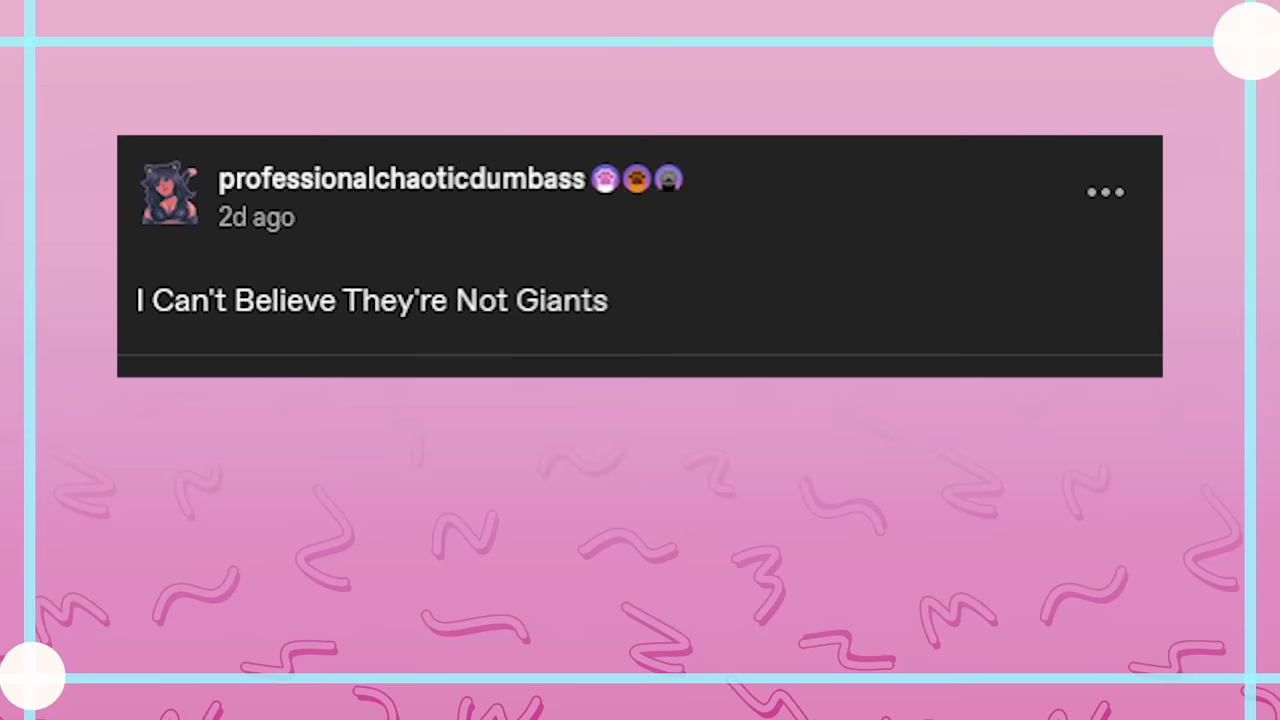 professionalchaoticdumbass
2d ago
I Can't Believe They're Not Giants